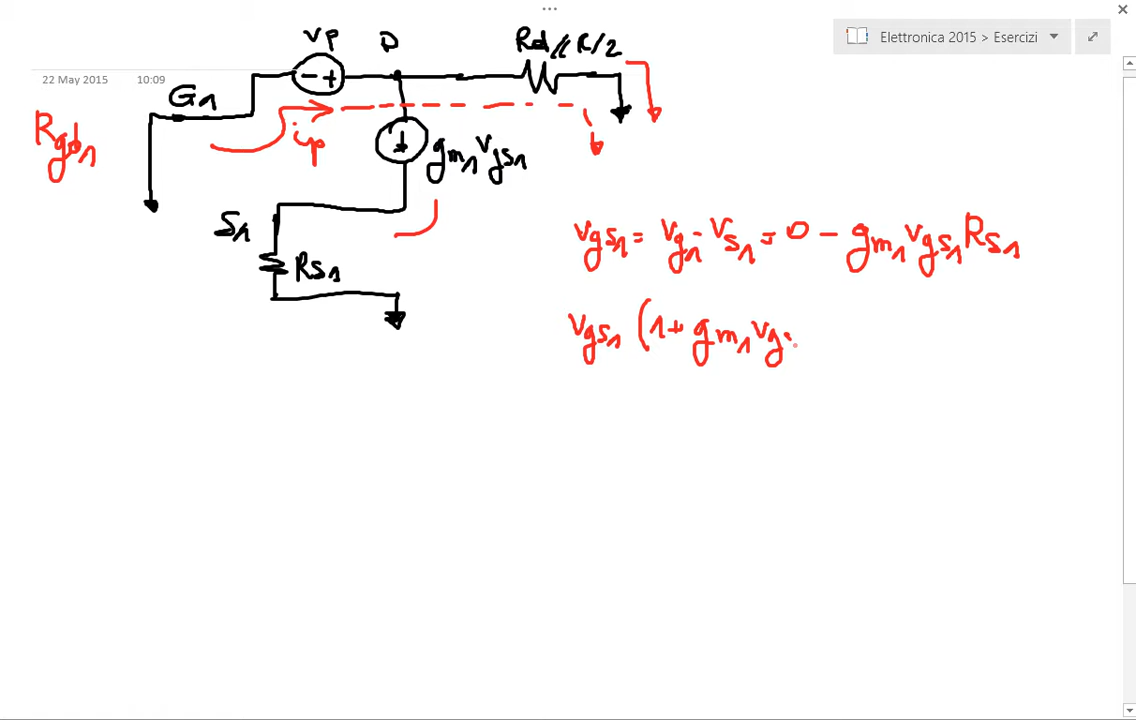 Elettronica 2015 > Esercizi
22 May 2015 10:09
vp D Rd // R/2
G1
Rgd1
ip
gm1 vgs1
S1
Rs1
vgs1 = vg1 - vs1 = 0 - gm1 vgs1 Rs1
vgs1 (1 + gm1 vg